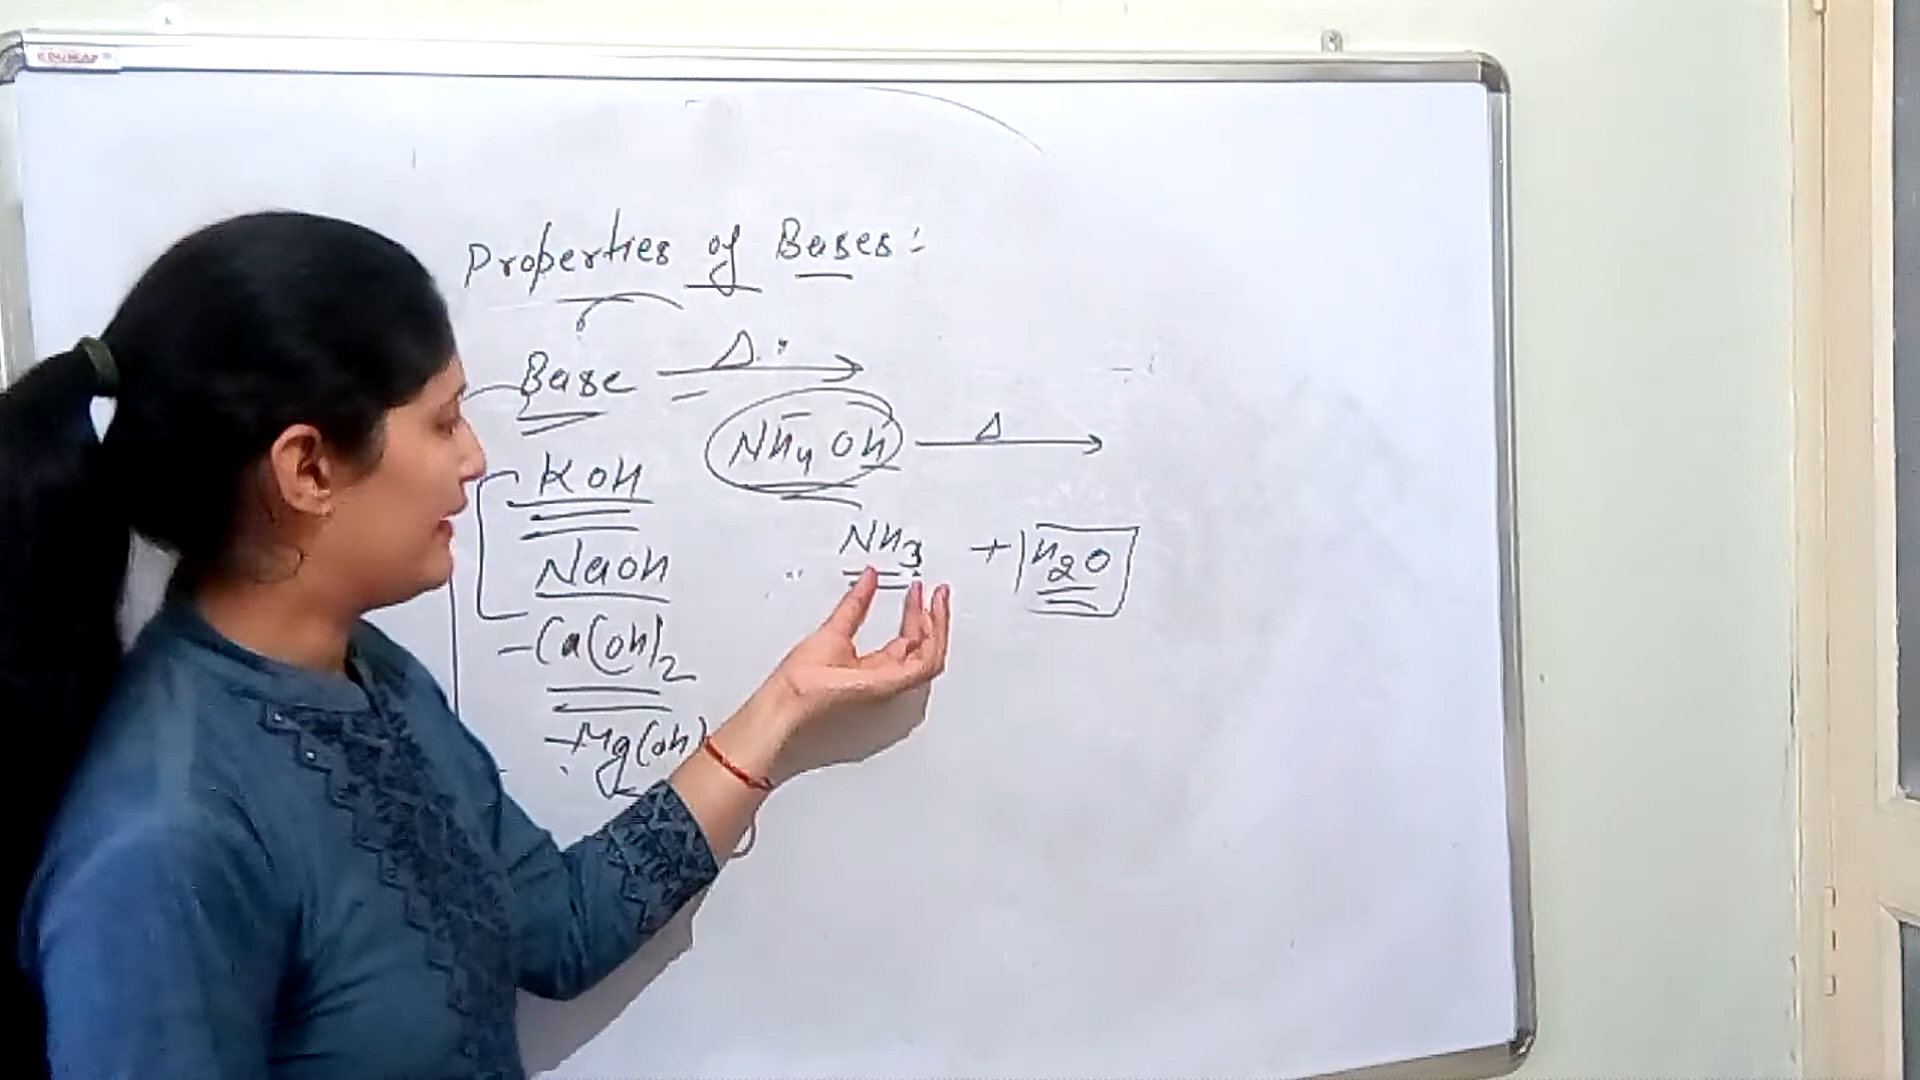 Properties of Bases :
Base Δ →
NH4OH Δ →
KOH
NH3 + H2O
NaOH
Ca(OH)2
Mg(OH)